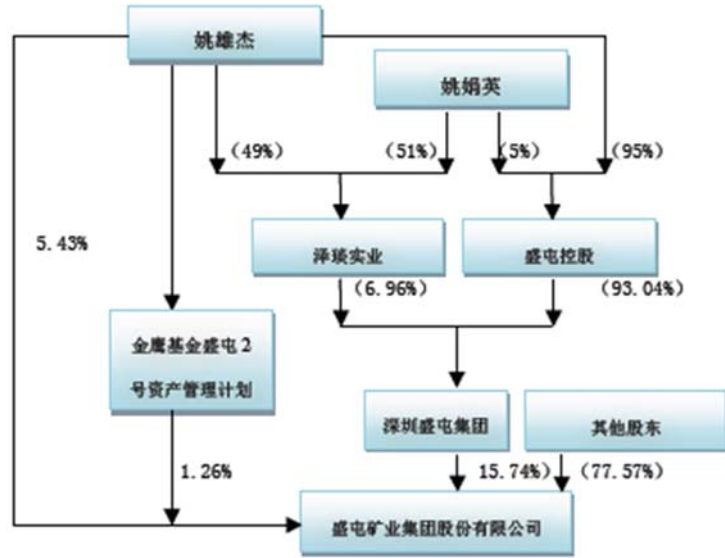 姚雄杰
姚娟英
(49%)
(51%)
(5%)
(95%)
5.43%
泽琰实业
盛屯控股
(6.96%)
(93.04%)
金鹰基金盛屯2
号资产管理计划
深圳盛屯集团
其他股东
1.26%
15.74%)
(77.57%)
盛屯矿业集团股份有限公司